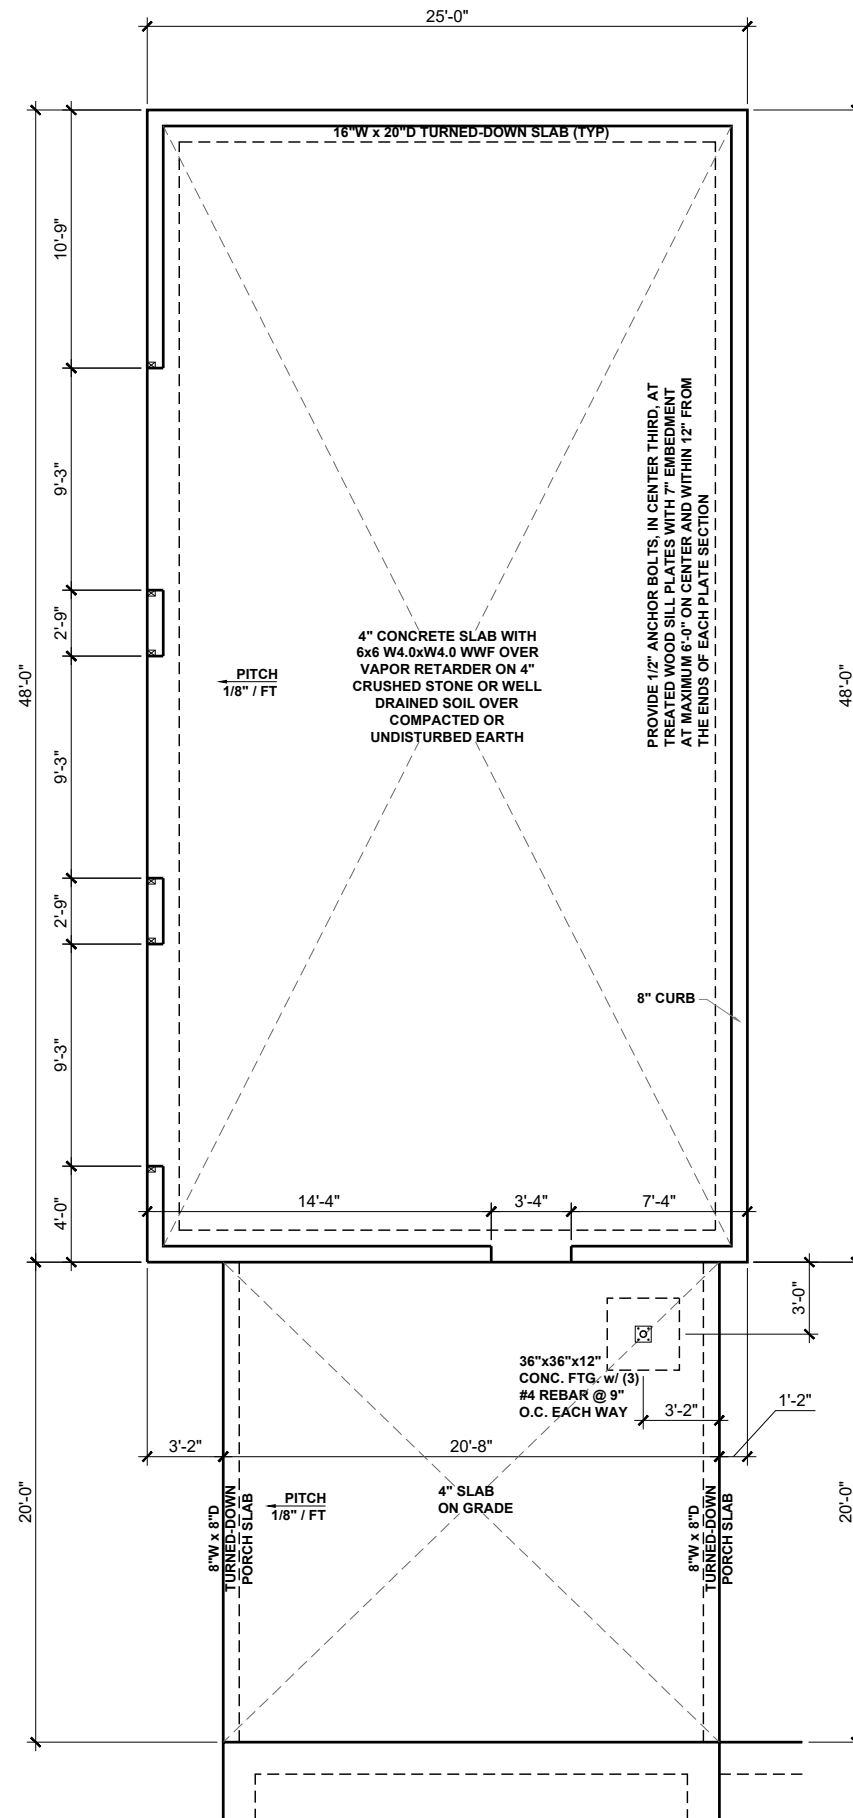 25'-0"
16"W x 20"D TURNED-DOWN SLAB (TYP)
10'-9"
9'-3"
2'-9"
9'-3"
2'-9"
9'-3"
4'-0"
48'-0"
48'-0"
PROVIDE 1/2" ANCHOR BOLTS, IN CENTER THIRD, AT
TREATED WOOD SILL PLATES WITH 7" EMBEDMENT
AT MAXIMUM 6'-0" ON CENTER AND WITHIN 12" FROM
THE ENDS OF EACH PLATE SECTION
4" CONCRETE SLAB WITH
6x6 W4.0xW4.0 WWF OVER
VAPOR RETARDER ON 4"
CRUSHED STONE OR WELL
DRAINED SOIL OVER
COMPACTED OR
UNDISTURBED EARTH
PITCH
1/8" / FT
8" CURB
14'-4"
3'-4"
7'-4"
3'-0"
36"x36"x12"
CONC. FTG. w/ (3)
#4 REBAR @ 9"
O.C. EACH WAY
3'-2"
1'-2"
3'-2"
20'-8"
20'-0"
20'-0"
PITCH
1/8" / FT
4" SLAB
ON GRADE
8"W x 8"D
TURNED-DOWN
PORCH SLAB
8"W x 8"D
TURNED-DOWN
PORCH SLAB